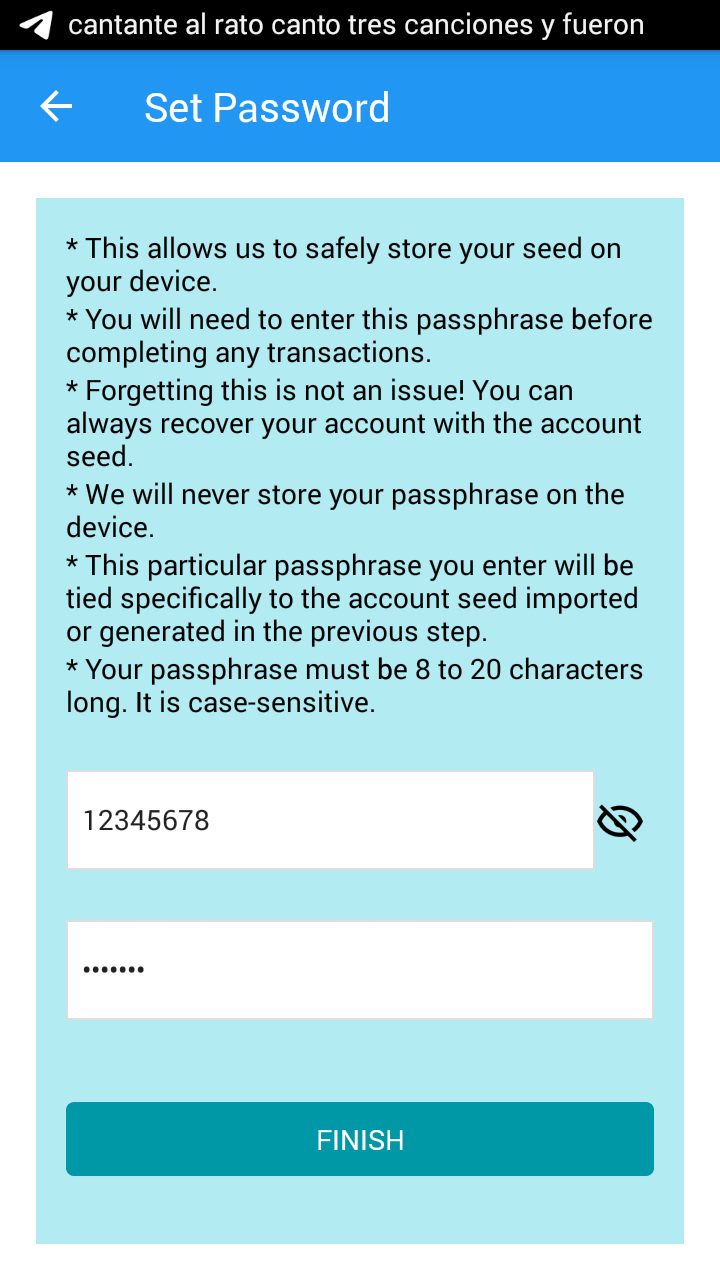 cantante al rato canto tres canciones y fueron
Set Password
* This allows us to safely store your seed on
your device.
* You will need to enter this passphrase before
completing any transactions.
* Forgetting this is not an issue! You can
always recover your account with the account
seed.
* We will never store your passphrase on the
device.
* This particular passphrase you enter will be
tied specifically to the account seed imported
or generated in the previous step.
* Your passphrase must be 8 to 20 characters
long. It is case-sensitive.
12345678
•••••••
FINISH